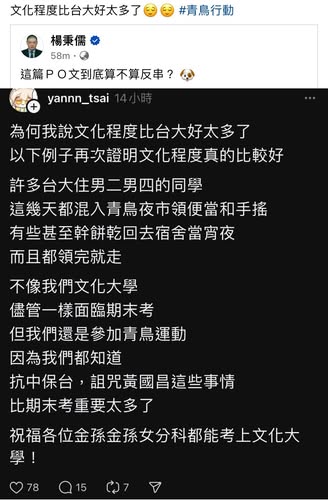 文化程度比台大好太多了😌😌 #青鳥行動
楊秉儒
58m
這篇ＰＯ文到底算不算反串？🐶
yannn_tsai 14小時
為何我說文化程度比台大好太多了
以下例子再次證明文化程度真的比較好
許多台大住男二男四的同學
這幾天都混入青鳥夜市領便當和手搖
有些甚至幹餅乾回去宿舍當宵夜
而且都領完就走
不像我們文化大學
儘管一樣面臨期末考
但我們還是參加青鳥運動
因為我們都知道
抗中保台，詛咒黃國昌這些事情
比期末考重要太多了
祝福各位金孫金孫女分科都能考上文化大
學！
78 15 7